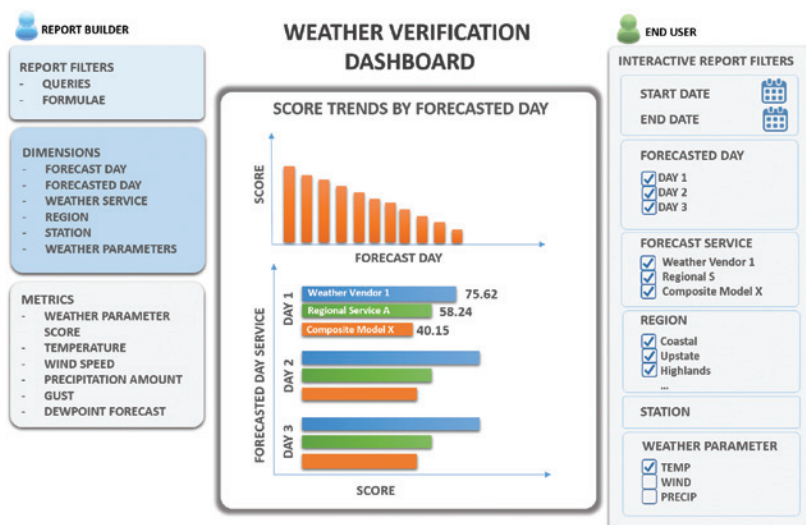 REPORT BUILDER
REPORT FILTERS
- QUERIES
- FORMULAE
DIMENSIONS
- FORECAST DAY
- FORECASTED DAY
- WEATHER SERVICE
- REGION
- STATION
- WEATHER PARAMETERS
METRICS
- WEATHER PARAMETER
SCORE
- TEMPERATURE
- WIND SPEED
- PRECIPITATION AMOUNT
- GUST
- DEWPOINT FORECAST
WEATHER VERIFICATION
DASHBOARD
SCORE TRENDS BY FORECASTED DAY
SCORE
FORECAST DAY
FORECASTED DAY SERVICE
DAY 1
Weather Vendor 1 75.62
Regional Service A 58.24
Composite Model X 40.15
DAY 2
DAY 3
SCORE
END USER
INTERACTIVE REPORT FILTERS
START DATE
END DATE
FORECASTED DAY
DAY 1
DAY 2
DAY 3
FORECAST SERVICE
Weather Vendor 1
Regional S
Composite Model X
REGION
Coastal
Upstate
Highlands
...
STATION
WEATHER PARAMETER
TEMP
WIND
PRECIP